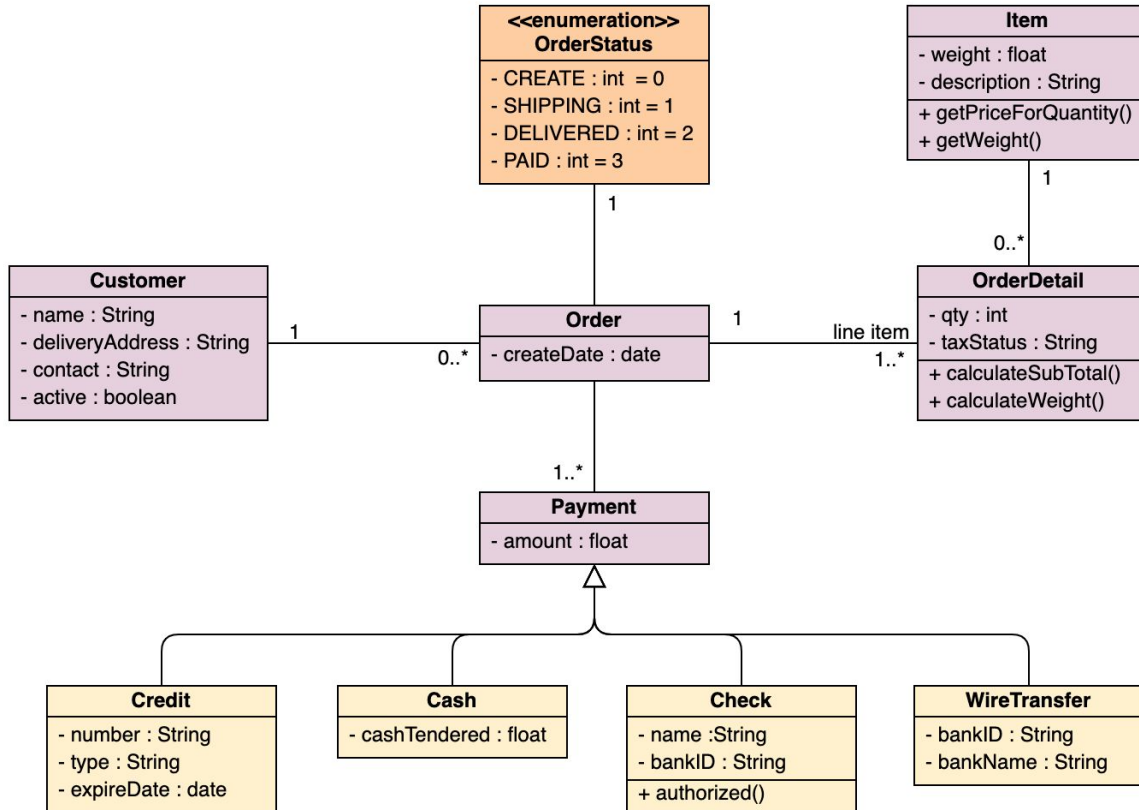 <<enumeration>>
OrderStatus
- CREATE : int = 0
- SHIPPING : int = 1
- DELIVERED : int = 2
- PAID : int = 3
1
Item
- weight : float
- description : String
+ getPriceForQuantity()
+ getWeight()
1
0..*
Customer
- name : String
- deliveryAddress : String
- contact : String
- active : boolean
1
0..*
Order
- createDate : date
1
line item
1..*
OrderDetail
- qty : int
- taxStatus : String
+ calculateSubTotal()
+ calculateWeight()
1..*
Payment
- amount : float
Credit
- number : String
- type : String
- expireDate : date
Cash
- cashTendered : float
Check
- name :String
- bankID : String
+ authorized()
WireTransfer
- bankID : String
- bankName : String